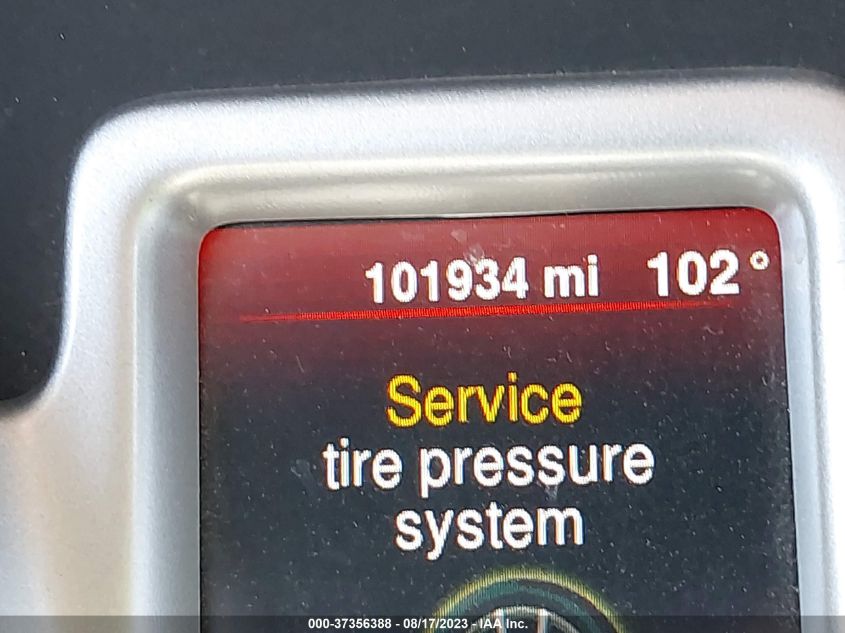 101934 mi 102°
Service
tire pressure
system
000-37356388 - 08/17/2023 - IAA Inc.